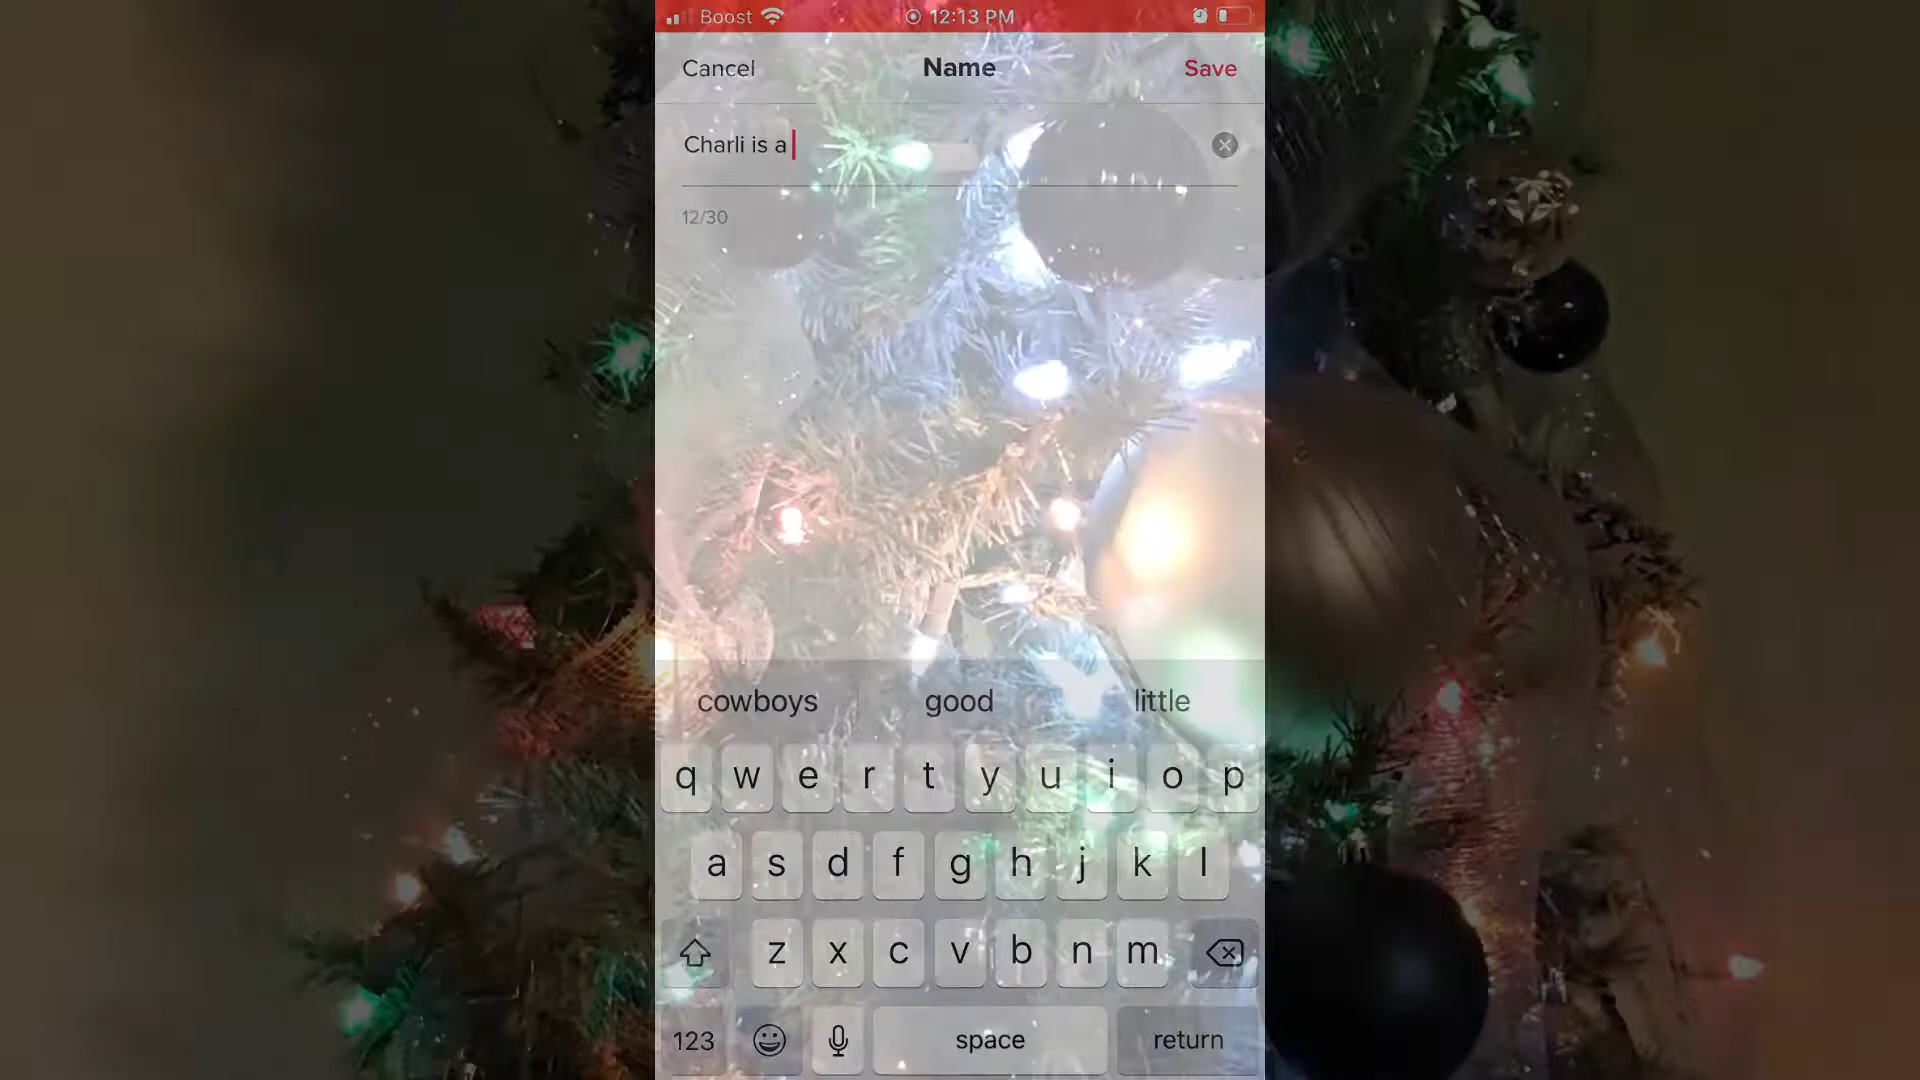 Boost 12:13 PM
Cancel Name Save
Charli is a
12/30
cowboys good little
q w e r t y u i o p
a s d f g h j k l
z x c v b n m
123 space return